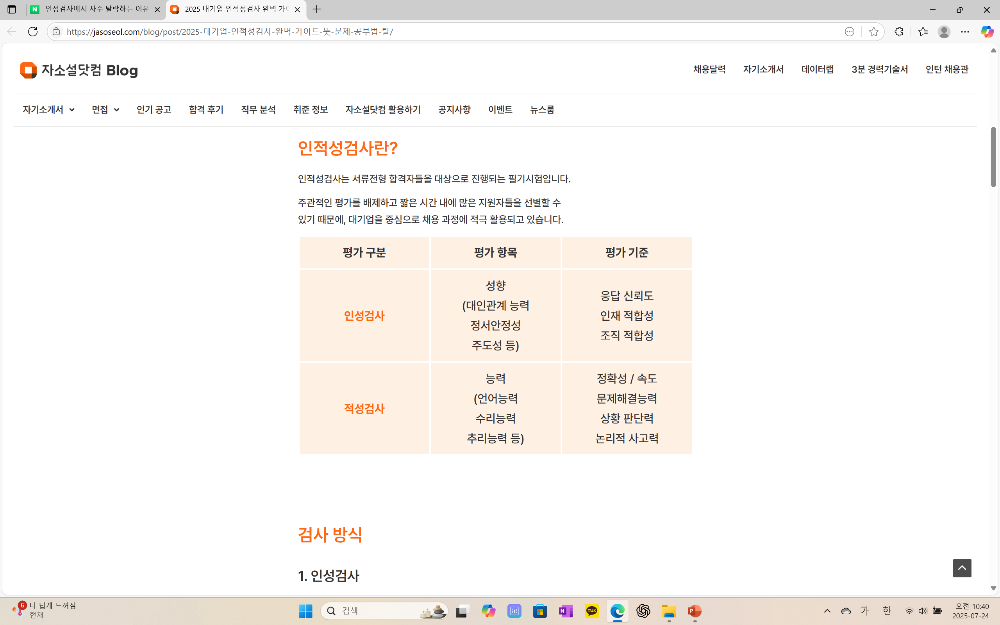 인성검사에서 자주 탈락하는 이유
2025 대기업 인적성검사 완벽 가이
https://jasoseol.com/blog/post/2025-대기업-인적성검사-완벽-가이드-뜻-문제-공부법-탈/
자소설닷컴 Blog
채용달력 자기소개서 데이터랩 3분 경력기술서 인턴 채용관
자기소개서 면접 인기 공고 합격 후기 직무 분석 취준 정보 자소설닷컴 활용하기 공지사항 이벤트 뉴스룸
인적성검사란?
인적성검사는 서류전형 합격자들을 대상으로 진행되는 필기시험입니다.
주관적인 평가를 배제하고 짧은 시간 내에 많은 지원자들을 선별할 수
있기 때문에, 대기업을 중심으로 채용 과정에 적극 활용되고 있습니다.
평가 구분 평가 항목 평가 기준
인성검사
성향
(대인관계 능력
정서안정성
주도성 등)
응답 신뢰도
인재 적합성
조직 적합성
적성검사
능력
(언어능력
수리능력
추리능력 등)
정확성 / 속도
문제해결능력
상황 판단력
논리적 사고력
검사 방식
1. 인성검사
6
더 덥게 느껴짐
현재
검색
N
TALK
P
가 한
오전 10:40
2025-07-24